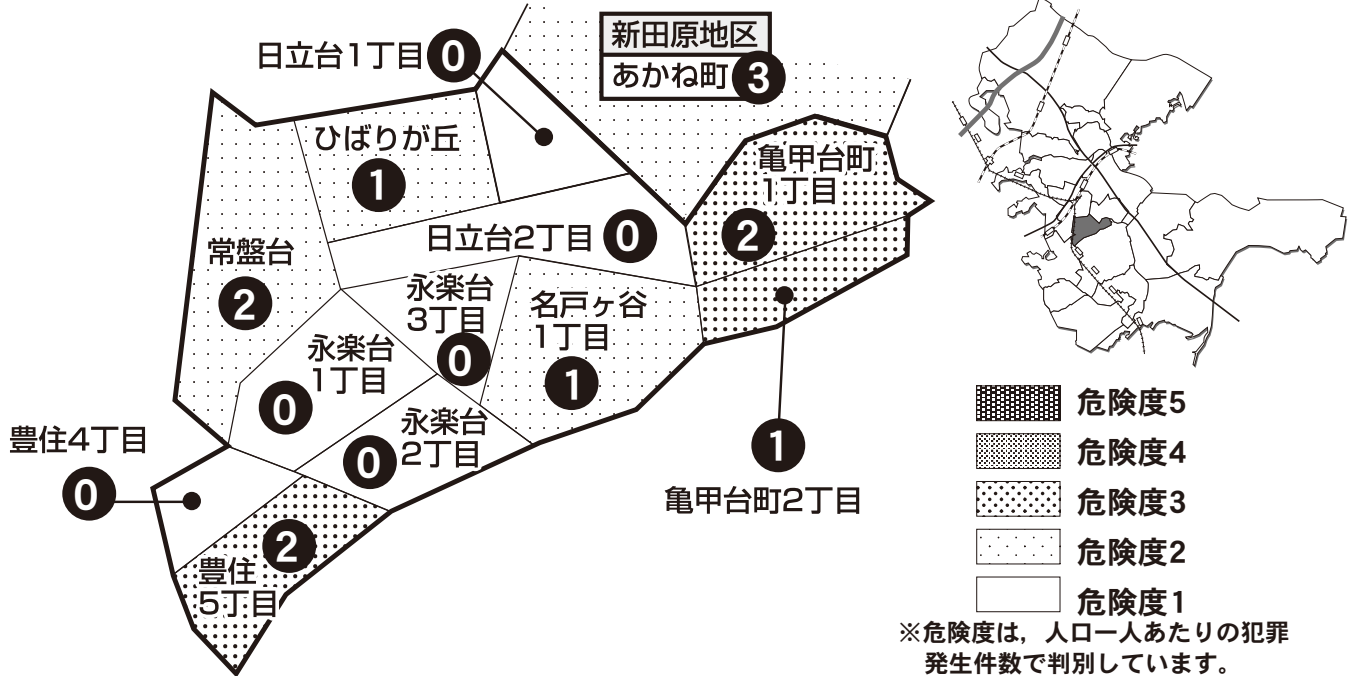 新田原地区
あかね町 3
日立台1丁目 0
ひばりが丘
1
亀甲台町
1丁目
2
日立台2丁目 0
常盤台
2
永楽台
3丁目
0
名戸ヶ谷
1丁目
1
永楽台
1丁目
0
永楽台
2丁目
0
豊住4丁目
0
1
亀甲台町2丁目
2
豊住
5丁目
危険度5
危険度4
危険度3
危険度2
危険度1
※危険度は，人口一人あたりの犯罪
発生件数で判別しています。